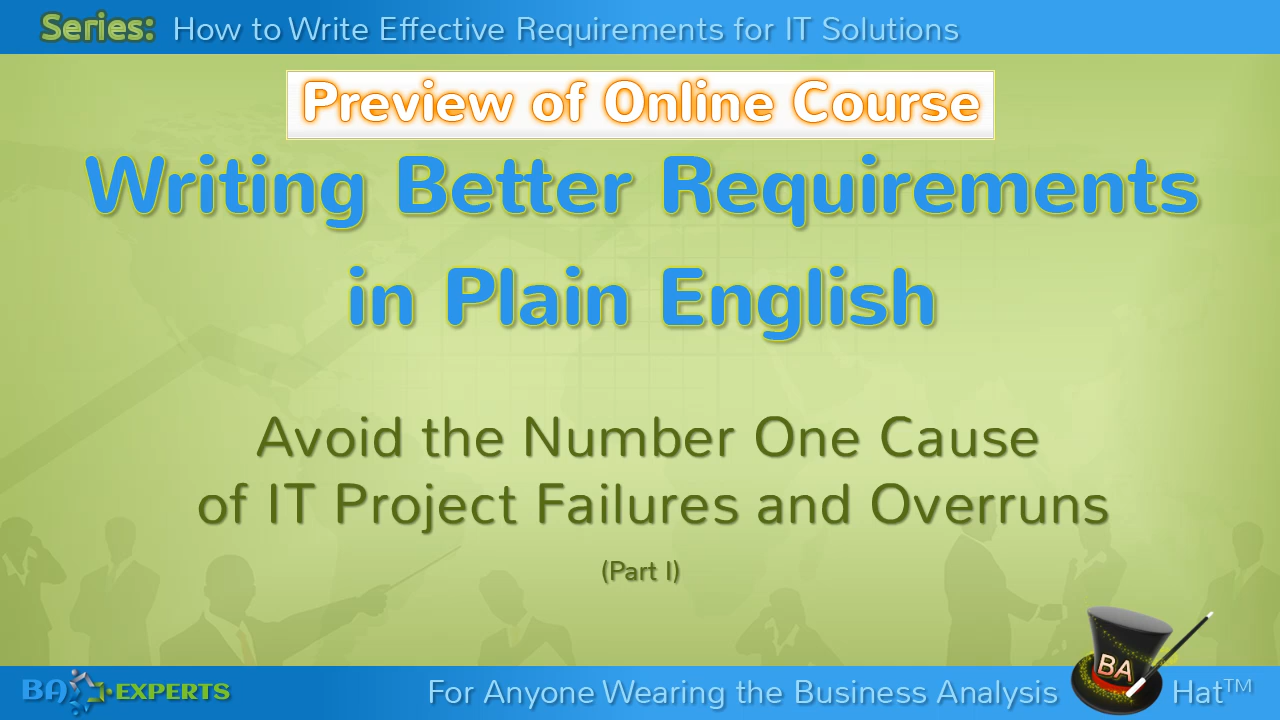 Series: How to Write Effective Requirements for IT Solutions
Preview of Online Course
Writing Better Requirements
in Plain English
Avoid the Number One Cause
of IT Project Failures and Overruns
(Part I)
BA
BA EXPERTS For Anyone Wearing the Business Analysis Hat™